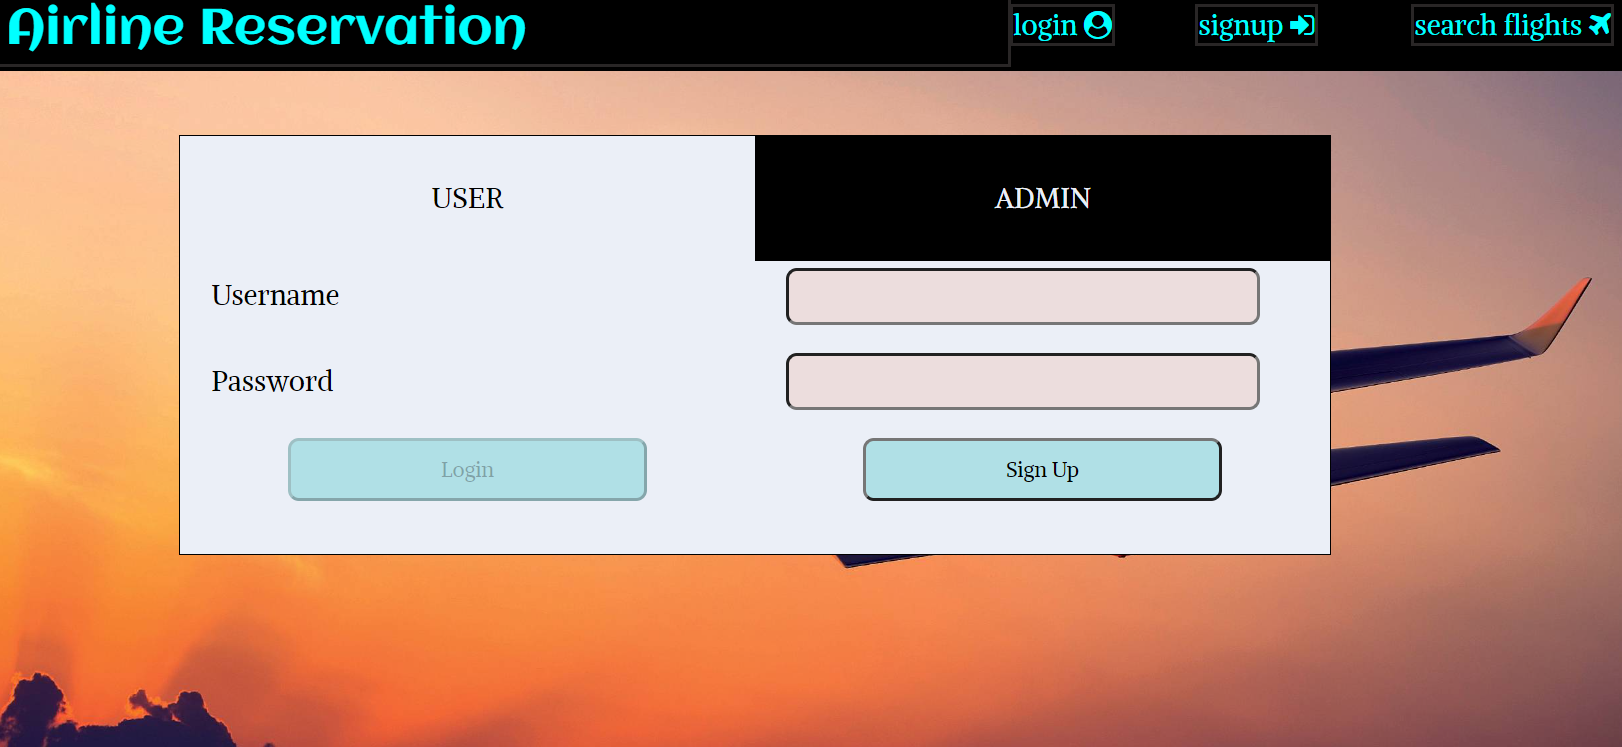 Airline Reservation login signup search flights
USER ADMIN
Username
Password
Login Sign Up